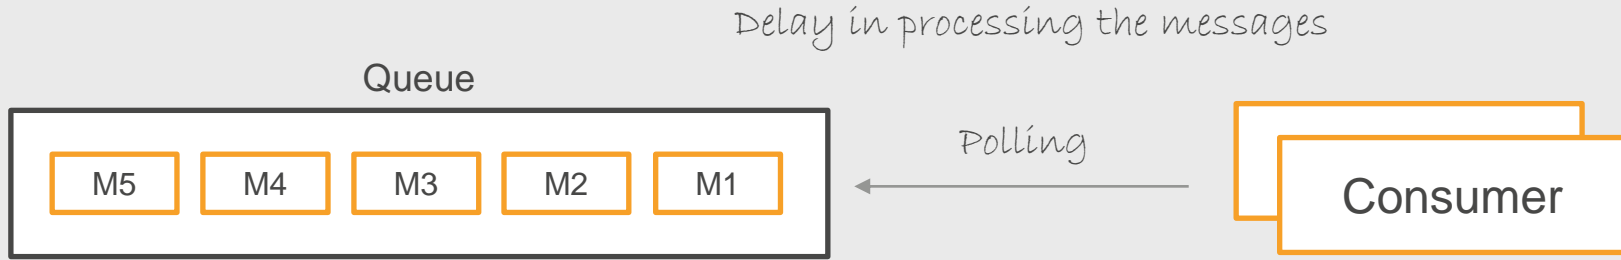 Delay in processing the messages
Queue
Polling
M5 M4 M3 M2 M1
Consumer